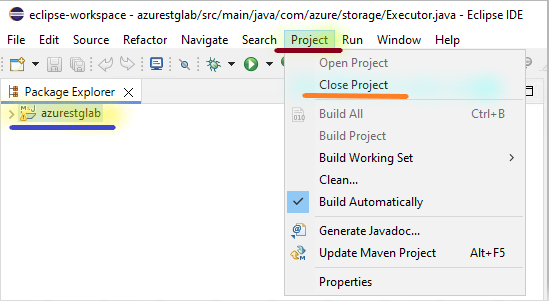 eclipse-workspace - azurestglab/src/main/java/com/azure/storage/Executor.java - Eclipse IDE
File Edit Source Refactor Navigate Search Project Run Window Help
Package Explorer
azurestglab
Open Project
Close Project
Build All Ctrl+B
Build Project
Build Working Set
Clean...
Build Automatically
Generate Javadoc...
Update Maven Project Alt+F5
Properties